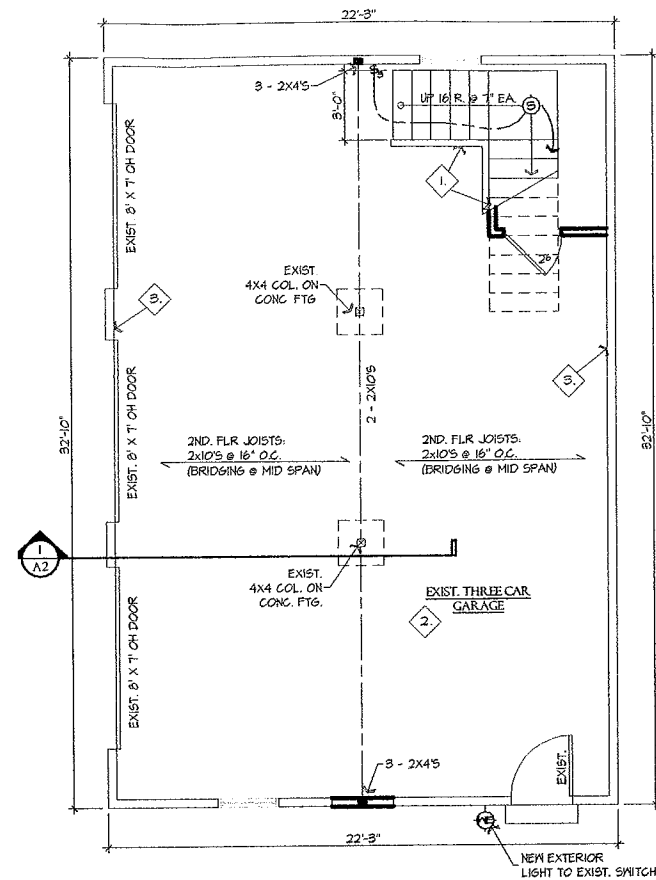 22'-3"
3 - 2X4'S
3'-0"
UP 16 R. @ 7" EA.
S
EXIST. 8' X 7' OH DOOR
1.
2⁶
EXIST.
4X4 COL. ON
CONC FTG
3.
3.
32'-10"
2 - 2X10'S
32'-10"
EXIST. 8' X 7' OH DOOR
2ND. FLR JOISTS:
2x10'S @ 16" O.C.
(BRIDGING @ MID SPAN)
2ND. FLR JOISTS:
2x10'S @ 16" O.C.
(BRIDGING @ MID SPAN)
1
A2
EXIST.
4X4 COL. ON
CONC. FTG.
EXIST. THREE CAR
GARAGE
2.
EXIST. 8' X 7' OH DOOR
3 - 2X4'S
EXIST.
22'-3"
NEW EXTERIOR
LIGHT TO EXIST. SWITCH